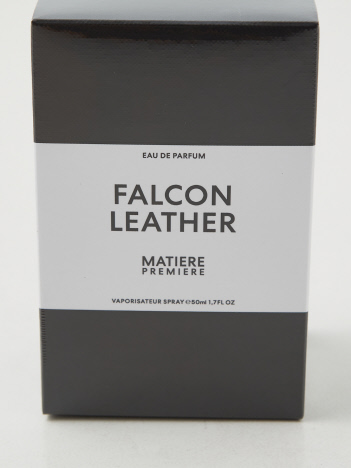 EAU DE PARFUM
FALCON
LEATHER
MATIERE
PREMIERE
VAPORISATEUR SPRAY ℮50ml 1,7FL OZ